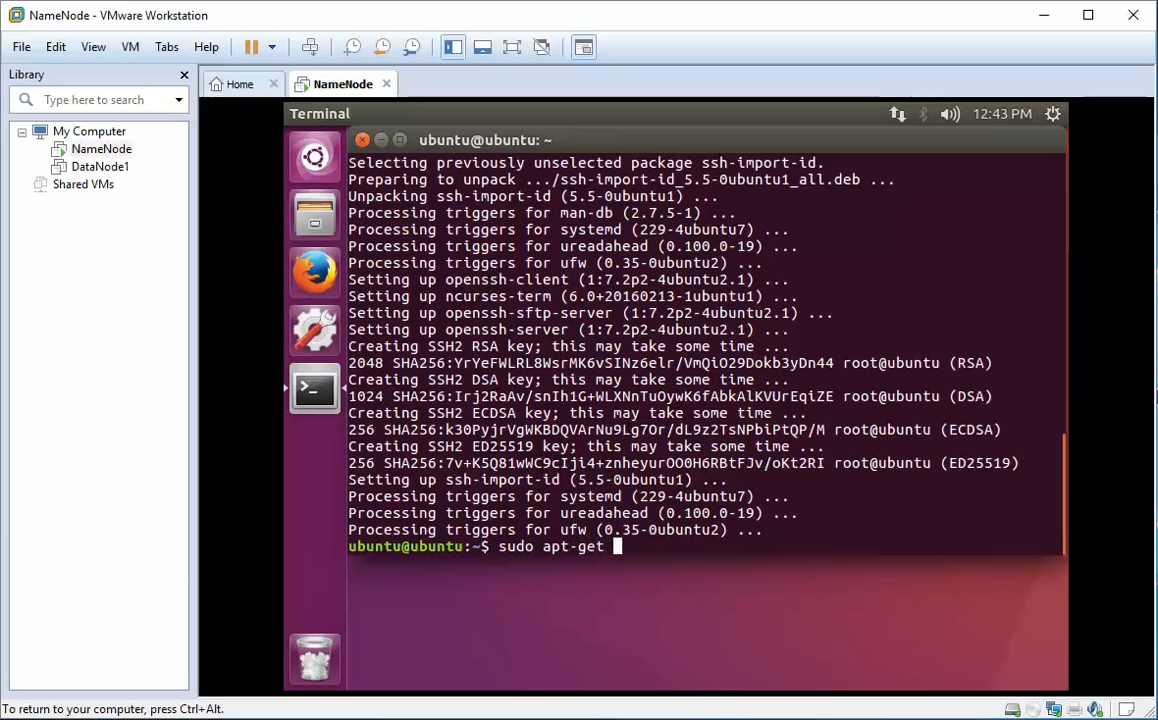 NameNode - VMware Workstation
File Edit View VM Tabs Help
Library
Type here to search
My Computer
NameNode
DataNode1
Shared VMs
Home
NameNode
Terminal
12:43 PM
ubuntu@ubuntu: ~
Selecting previously unselected package ssh-import-id.
Preparing to unpack .../ssh-import-id_5.5-0ubuntu1_all.deb ...
Unpacking ssh-import-id (5.5-0ubuntu1) ...
Processing triggers for man-db (2.7.5-1) ...
Processing triggers for systemd (229-4ubuntu7) ...
Processing triggers for ureadahead (0.100.0-19) ...
Processing triggers for ufw (0.35-0ubuntu2) ...
Setting up openssh-client (1:7.2p2-4ubuntu2.1) ...
Setting up ncurses-term (6.0+20160213-1ubuntu1) ...
Setting up openssh-sftp-server (1:7.2p2-4ubuntu2.1) ...
Setting up openssh-server (1:7.2p2-4ubuntu2.1) ...
Creating SSH2 RSA key; this may take some time ...
2048 SHA256:YrYeFWLRL8WsrMK6vSINz6elr/VmQiO29Dokb3yDn44 root@ubuntu (RSA)
Creating SSH2 DSA key; this may take some time ...
1024 SHA256:Irj2RaAv/snIh1G+WLXNnTuOywK6fAbkAlKVUrEqiZE root@ubuntu (DSA)
Creating SSH2 ECDSA key; this may take some time ...
256 SHA256:k30PyjrVgWKBDQVArNu9Lg7Or/dL9z2TsNPbiPtQP/M root@ubuntu (ECDSA)
Creating SSH2 ED25519 key; this may take some time ...
256 SHA256:7v+K5Q81wWC9cIji4+znheyurOO0H6RBtFJv/oKt2RI root@ubuntu (ED25519)
Setting up ssh-import-id (5.5-0ubuntu1) ...
Processing triggers for systemd (229-4ubuntu7) ...
Processing triggers for ureadahead (0.100.0-19) ...
Processing triggers for ufw (0.35-0ubuntu2) ...
ubuntu@ubuntu:~$ sudo apt-get
To return to your computer, press Ctrl+Alt.